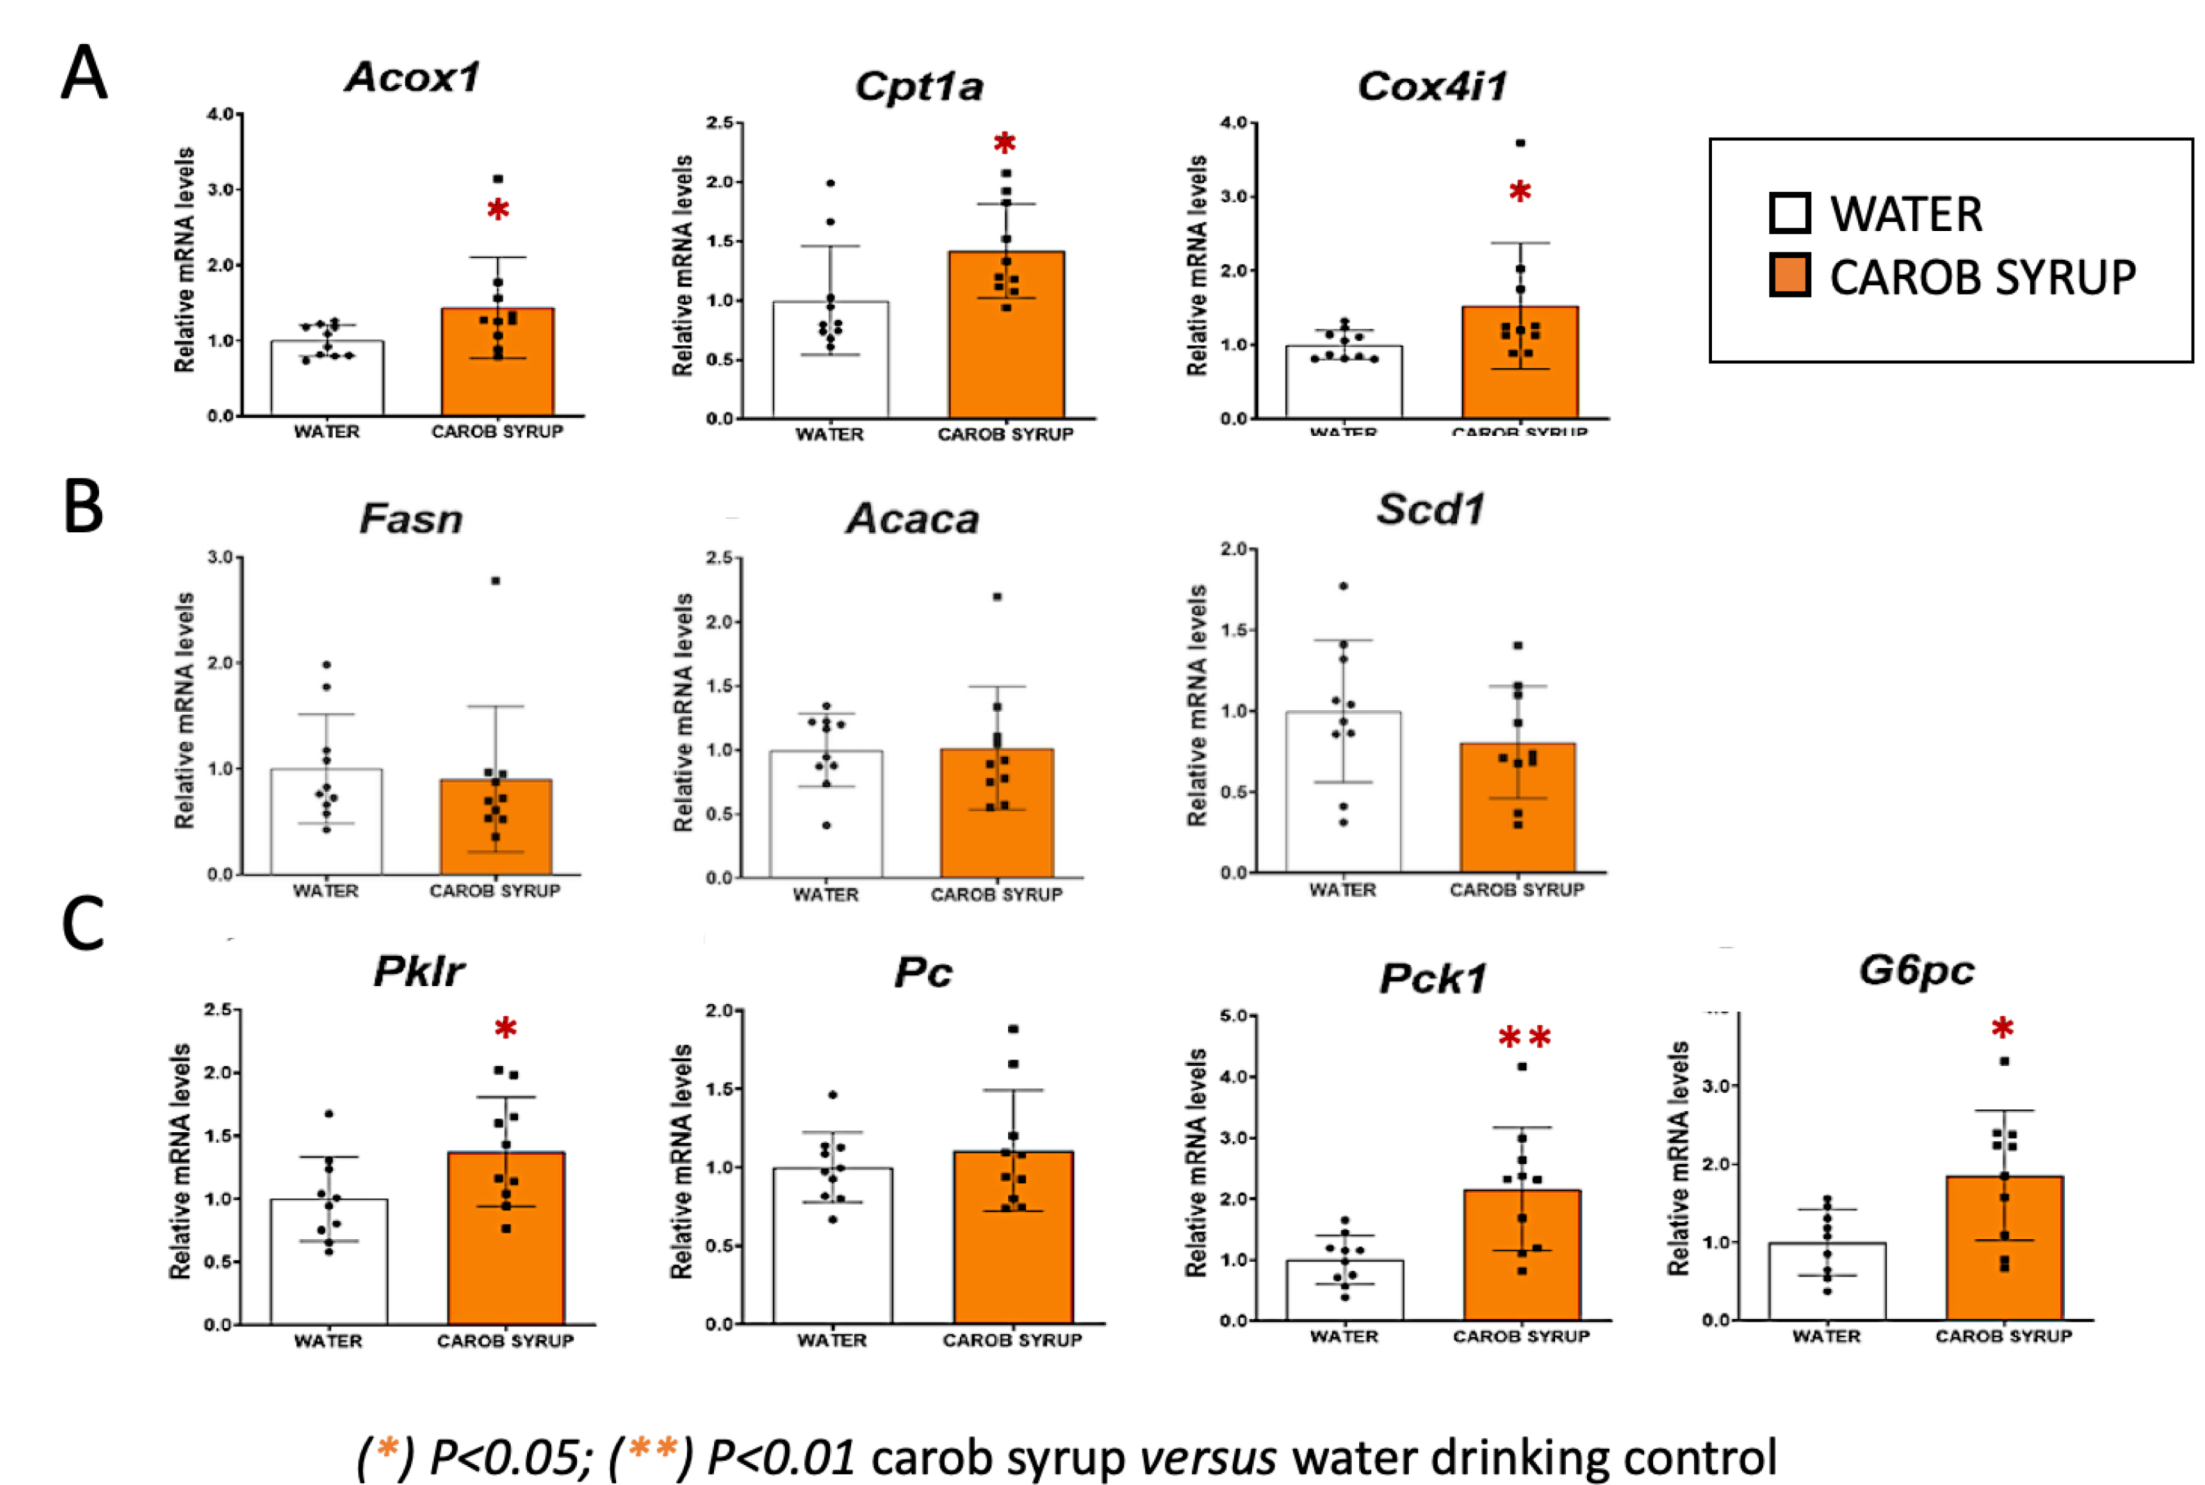 A
Acox1
Cpt1a
Cox4i1
Relative mRNA levels
4.0
3.0
2.0
1.0
0.0
WATER
CAROB SYRUP
Relative mRNA levels
2.5
2.0
1.5
1.0
0.5
0.0
WATER
CAROB SYRUP
Relative mRNA levels
4.0
3.0
2.0
1.0
0.0
WATER
CAROB SYRUP
WATER
CAROB SYRUP
B
Fasn
Acaca
Scd1
Relative mRNA levels
3.0
2.0
1.0
0.0
WATER
CAROB SYRUP
Relative mRNA levels
2.5
2.0
1.5
1.0
0.5
0.0
WATER
CAROB SYRUP
Relative mRNA levels
2.0
1.5
1.0
0.5
0.0
WATER
CAROB SYRUP
C
Pklr
Pc
Pck1
G6pc
Relative mRNA levels
2.5
2.0
1.5
1.0
0.5
0.0
*
WATER
CAROB SYRUP
Relative mRNA levels
2.0
1.5
1.0
0.5
0.0
WATER
CAROB SYRUP
Relative mRNA levels
5.0
4.0
3.0
2.0
1.0
0.0
**
WATER
CAROB SYRUP
Relative mRNA levels
3.0
2.0
1.0
0.0
*
WATER
CAROB SYRUP
(*) P<0.05; (**) P<0.01 carob syrup versus water drinking control